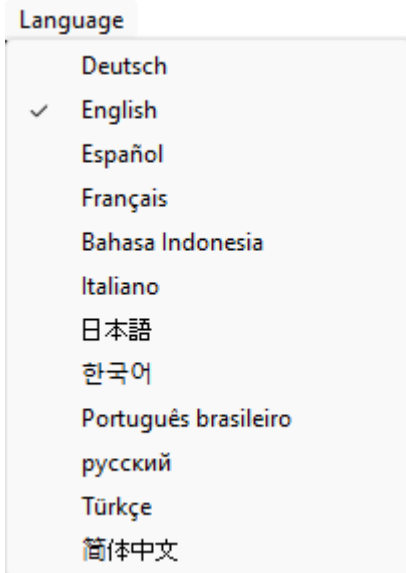 Language
Deutsch
English
Español
Français
Bahasa Indonesia
Italiano
日本語
한국어
Português brasileiro
русский
Türkçe
简体中文